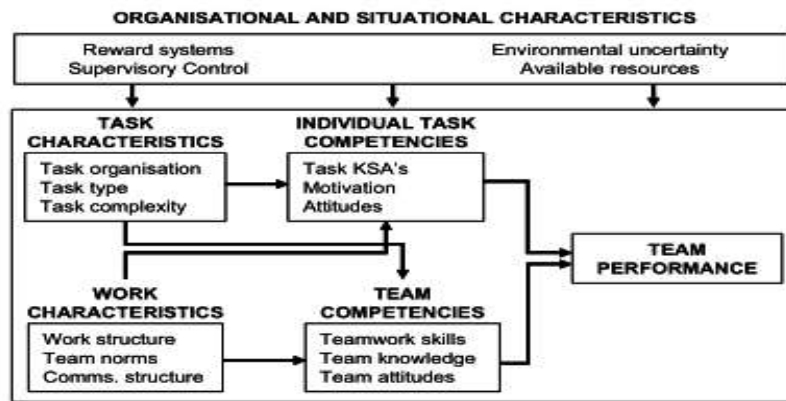 ORGANISATIONAL AND SITUATIONAL CHARACTERISTICS
Reward systems
Supervisory Control
Environmental uncertainty
Available resources
TASK
CHARACTERISTICS
Task organisation
Task type
Task complexity
INDIVIDUAL TASK
COMPETENCIES
Task KSA's
Motivation
Attitudes
TEAM
PERFORMANCE
WORK
CHARACTERISTICS
Work structure
Team norms
Comms. structure
TEAM
COMPETENCIES
Teamwork skills
Team knowledge
Team attitudes